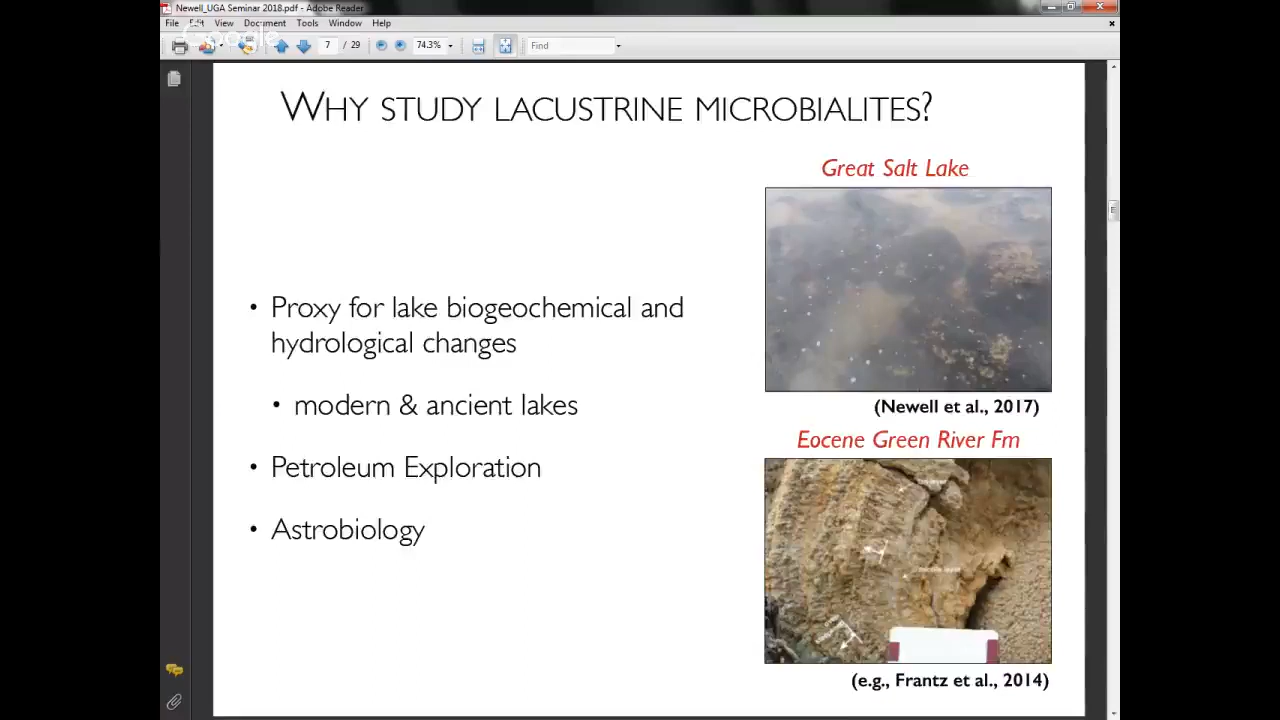 Newell_UGA Seminar 2018.pdf - Adobe Reader
File Edit View Document Tools Window Help
Google
7 / 29 74.3% Find
WHY STUDY LACUSTRINE MICROBIALITES?
Great Salt Lake
(Newell et al., 2017)
• Proxy for lake biogeochemical and
hydrological changes
• modern & ancient lakes
• Petroleum Exploration
• Astrobiology
Eocene Green River Fm
(e.g., Frantz et al., 2014)